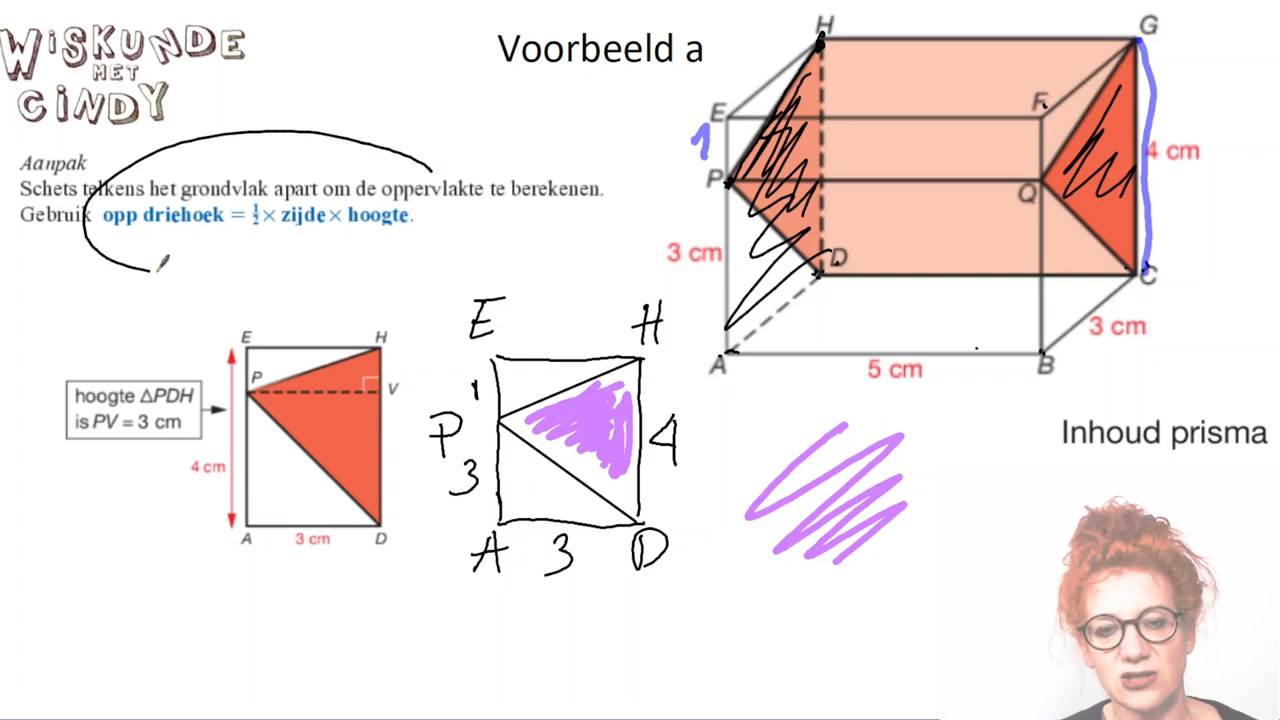 WiSKUNDE
MET
CiNDY
Voorbeeld a
Aanpak
Schets telkens het grondvlak apart om de oppervlakte te berekenen.
Gebruik opp driehoek = ½ × zijde × hoogte.
H
G
E
F
1
4 cm
P
Q
3 cm
D
C
3 cm
A
B
5 cm
E
H
P
V
hoogte △PDH
is PV = 3 cm
4 cm
A
3 cm
D
E
H
1
P
4
3
A
3
D
Inhoud prisma